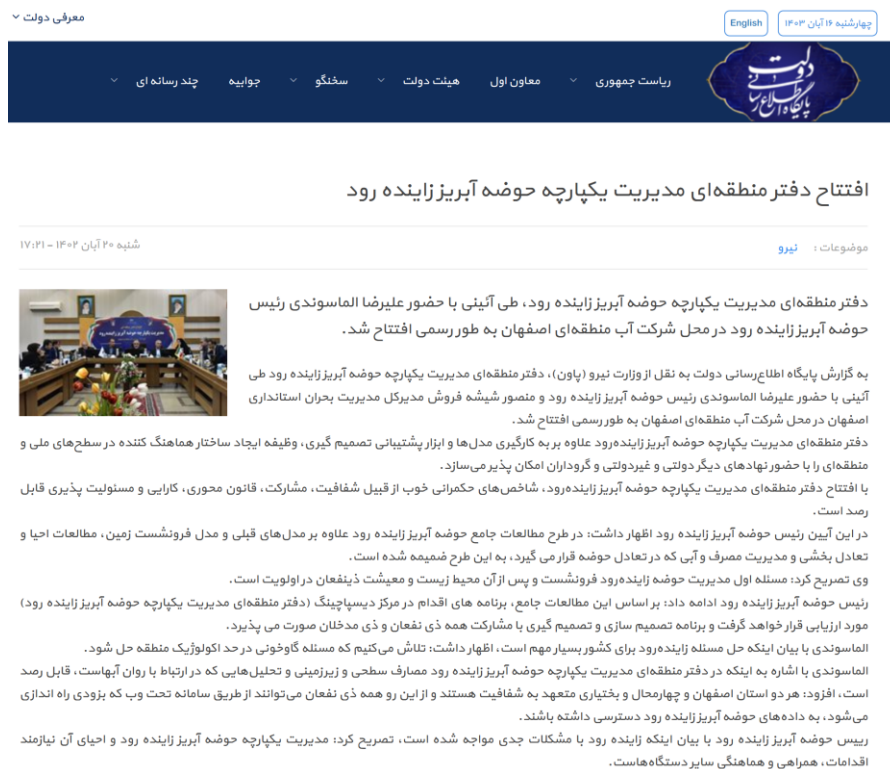 چهارشنبه ۱۶ آبان ۱۴۰۳
English
معرفی دولت
دولت
پایگاه اطلاع رسانی
ریاست جمهوری
معاون اول
هیئت دولت
سخنگو
جوابیه
چند رسانه ای
افتتاح دفتر منطقه‌ای مدیریت یکپارچه حوضه آبریز زاینده رود
موضوعات : نیرو
شنبه ۲۰ آبان ۱۴۰۲ - ۱۷:۲۱
دفتر منطقه‌ای مدیریت یکپارچه حوضه آبریز زاینده رود، طی آئینی با حضور علیرضا الماسوندی رئیس
حوضه آبریز زاینده رود در محل شرکت آب منطقه‌ای اصفهان به طور رسمی افتتاح شد.
به گزارش پایگاه اطلاع‌رسانی دولت به نقل از وزارت نیرو (پاون)، دفتر منطقه‌ای مدیریت یکپارچه حوضه آبریز زاینده رود طی
آئینی با حضور علیرضا الماسوندی رئیس حوضه آبریز زاینده رود و منصور شیشه فروش مدیرکل مدیریت بحران استانداری
اصفهان در محل شرکت آب منطقه‌ای اصفهان به طور رسمی افتتاح شد.
دفتر منطقه‌ای مدیریت یکپارچه حوضه آبریز زاینده‌رود علاوه بر به کارگیری مدل‌ها و ابزار پشتیبانی تصمیم گیری، وظیفه ایجاد ساختار هماهنگ کننده در سطح‌های ملی و
منطقه‌ای را با حضور نهادهای دیگر دولتی و غیردولتی و گروداران امکان پذیر می‌سازد.
با افتتاح دفتر منطقه‌ای مدیریت یکپارچه حوضه آبریز زاینده‌رود، شاخص‌های حکمرانی خوب از قبیل شفافیت، مشارکت، قانون محوری، کارایی و مسئولیت پذیری قابل
رصد است.
در این آیین رئیس حوضه آبریز زاینده رود اظهار داشت: در طرح مطالعات جامع حوضه آبریز زاینده رود علاوه بر مدل‌های قبلی و مدل فرونشست زمین، مطالعات احیا و
تعادل بخشی و مدیریت مصرف و آبی که در تعادل حوضه قرار می گیرد، به این طرح ضمیمه شده است.
وی تصریح کرد: مسئله اول مدیریت حوضه زاینده‌رود فرونشست و پس ازآن محیط زیست و معیشت ذینفعان در اولویت است.
رئیس حوضه آبریز زاینده رود ادامه داد: بر اساس این مطالعات جامع، برنامه های اقدام در مرکز دیسپاچینگ (دفتر منطقه‌ای مدیریت یکپارچه حوضه آبریز زاینده رود)
مورد ارزیابی قرار خواهد گرفت و برنامه تصمیم سازی و تصمیم گیری با مشارکت همه ذی نفعان و ذی مدخلان صورت می پذیرد.
الماسوندی با بیان اینکه حل مسئله زاینده‌رود برای کشور بسیار مهم است، اظهار داشت: تلاش می‌کنیم که مسئله گاوخونی در حد اکولوژیک منطقه حل شود.
الماسوندی با اشاره به اینکه در دفتر منطقه‌ای مدیریت یکپارچه حوضه آبریز زاینده رود مصارف سطحی و زیرزمینی و تحلیل‌هایی که در ارتباط با روان آبهاست، قابل رصد
است، افزود: هر دو استان اصفهان و چهارمحال و بختیاری متعهد به شفافیت هستند و از این رو همه ذی نفعان می‌توانند از طریق سامانه تحت وب که بزودی راه اندازی
می‌شود، به داده‌های حوضه آبریز زاینده رود دسترسی داشته باشند.
رییس حوضه آبریز زاینده رود با بیان اینکه زاینده رود با مشکلات جدی مواجه شده است، تصریح کرد: مدیریت یکپارچه حوضه آبریز زاینده رود و احیای آن نیازمند
اقدامات، همراهی و هماهنگی سایر دستگاه‌هاست.